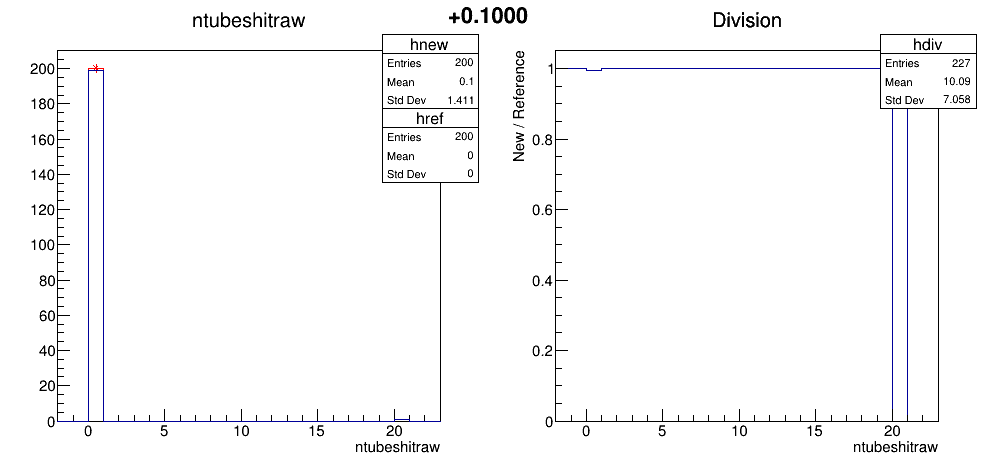 +0.1000
ntubeshitraw
hnew
Entries 200
Mean 0.1
Std Dev 1.411
href
Entries 200
Mean 0
Std Dev 0
200
180
160
140
120
100
80
60
40
20
0
0 5 10 15 20
ntubeshitraw
Division
hdiv
Entries 227
Mean 10.09
Std Dev 7.058
New / Reference
1
0.8
0.6
0.4
0.2
0
0 5 10 15 20
ntubeshitraw